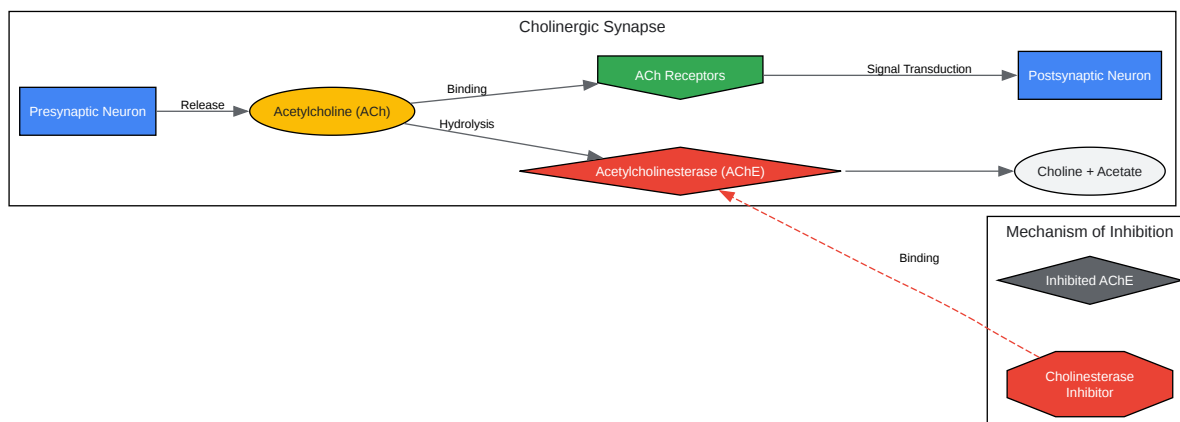 Cholinergic Synapse
Presynaptic Neuron
Release
Acetylcholine (ACh)
Binding
Hydrolysis
ACh Receptors
Signal Transduction
Postsynaptic Neuron
Acetylcholinesterase (AChE)
Choline + Acetate
Binding
Mechanism of Inhibition
Inhibited AChE
Cholinesterase
Inhibitor